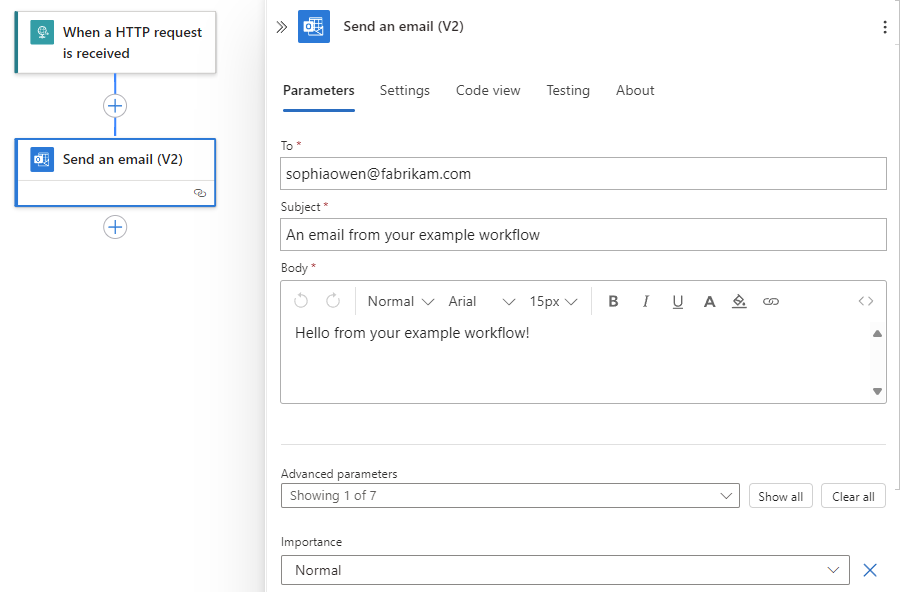 When a HTTP request
is received
Send an email (V2)
Send an email (V2)
Parameters Settings Code view Testing About
To *
sophiaowen@fabrikam.com
Subject *
An email from your example workflow
Body *
Normal Arial 15px B I U A
Hello from your example workflow!
Advanced parameters
Showing 1 of 7 Show all Clear all
Importance
Normal